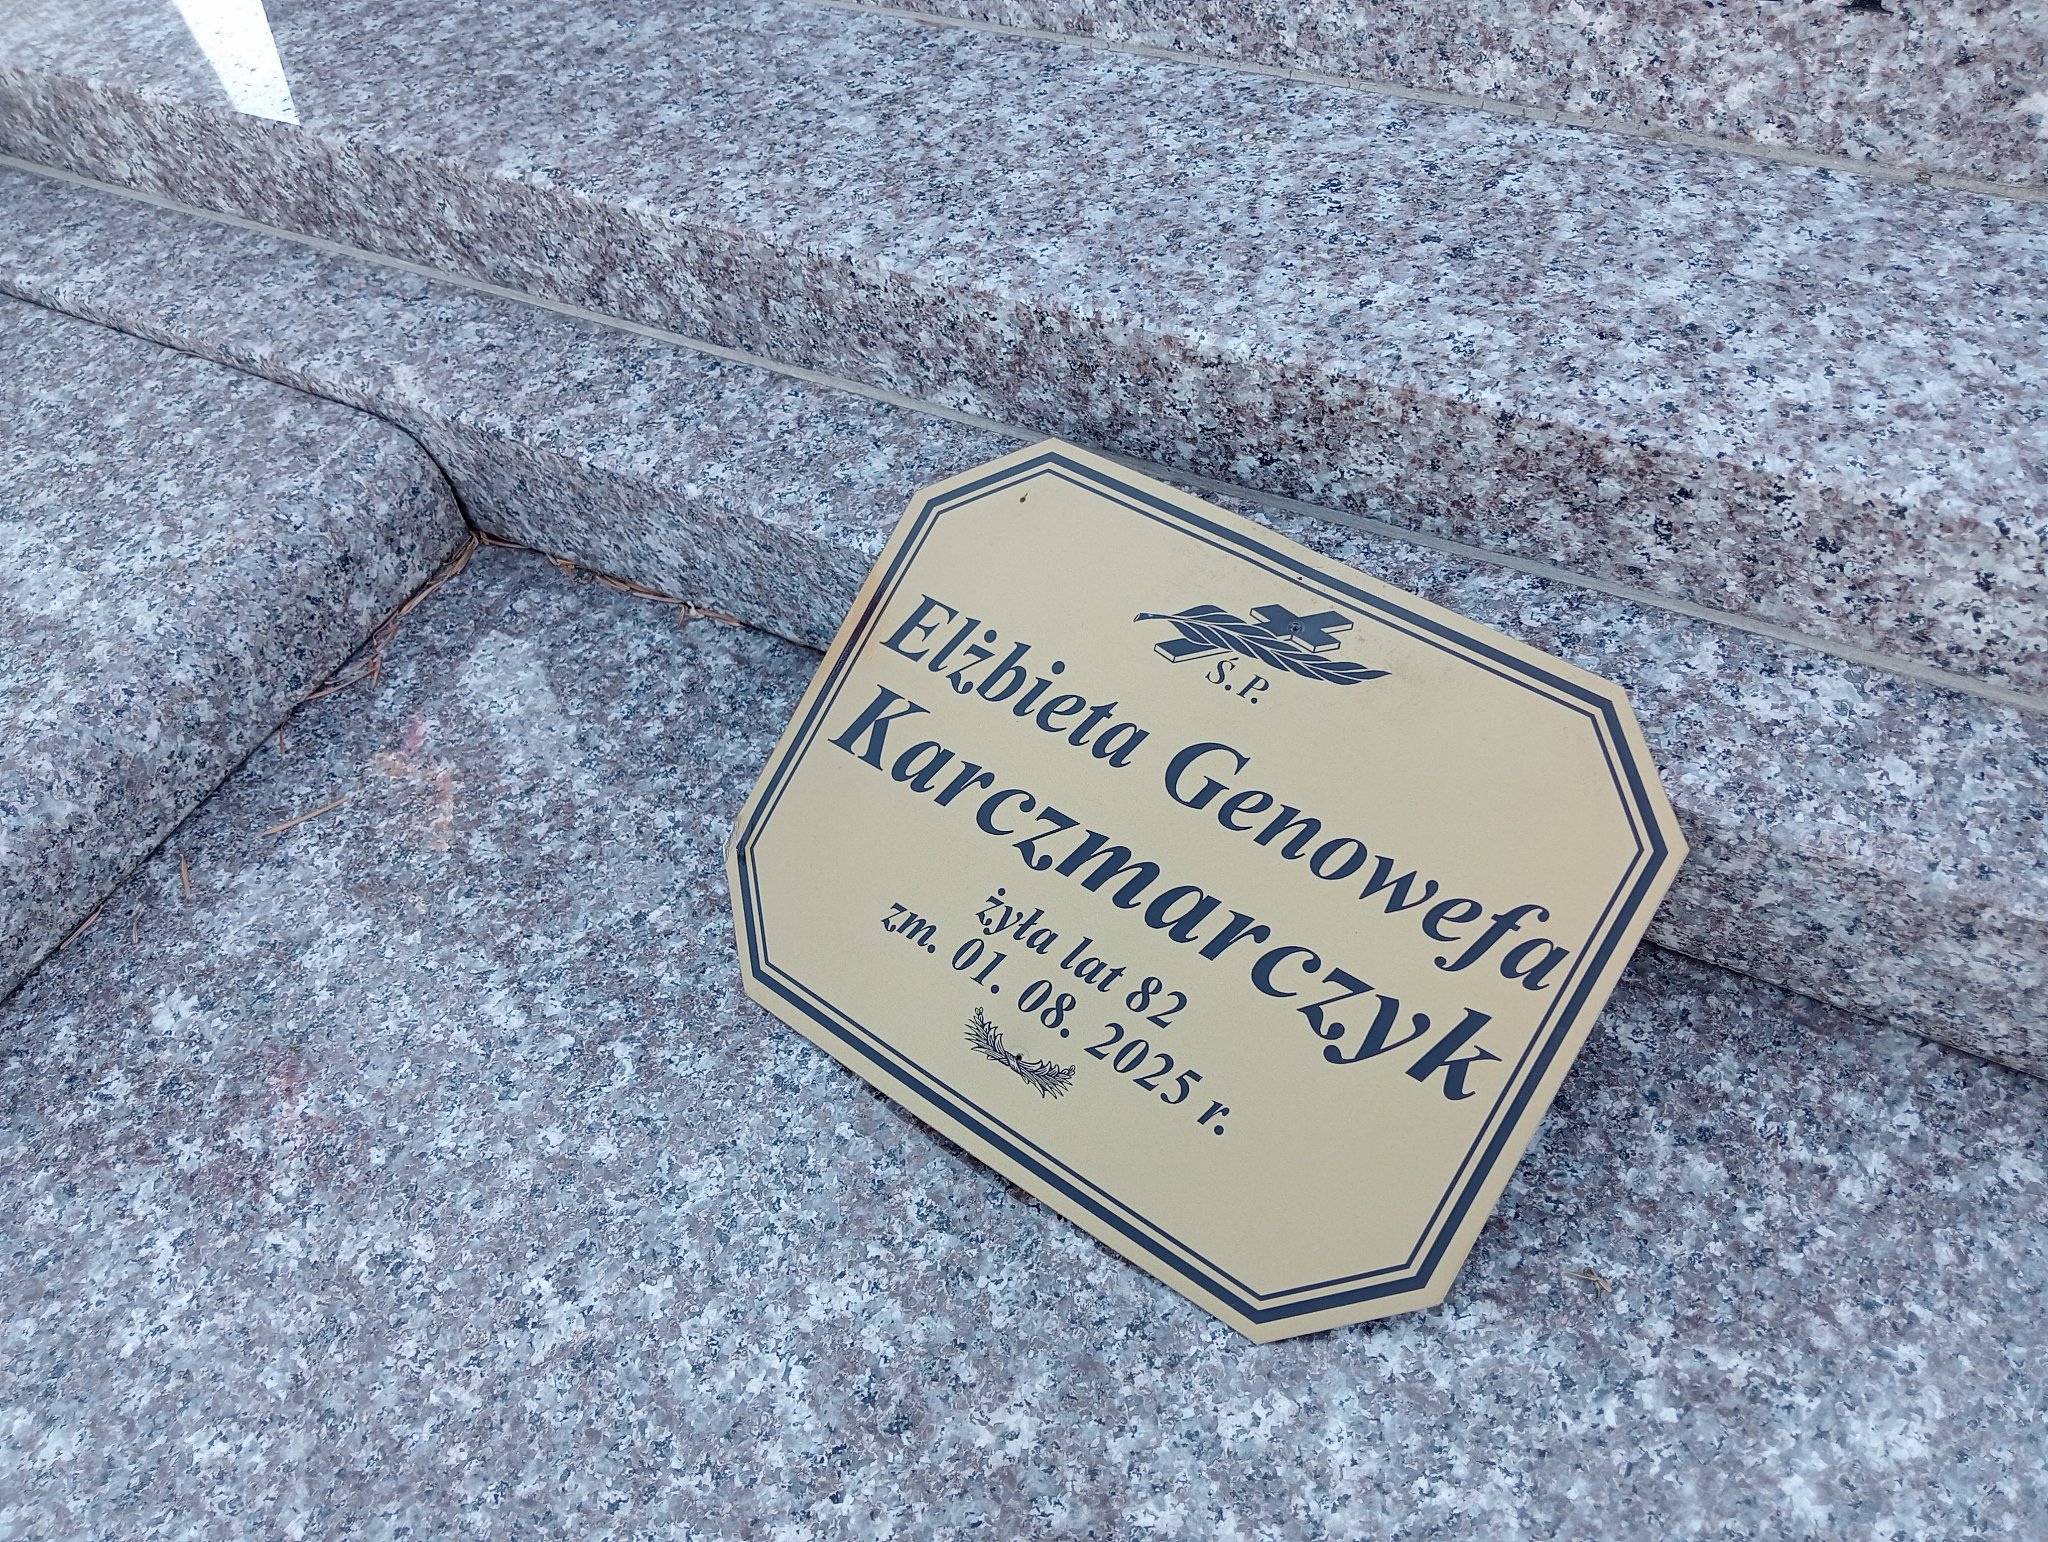 Ś.P.
Elżbieta Genowefa
Karczmarczyk
żyła lat 82
zm. 01. 08. 2025 r.